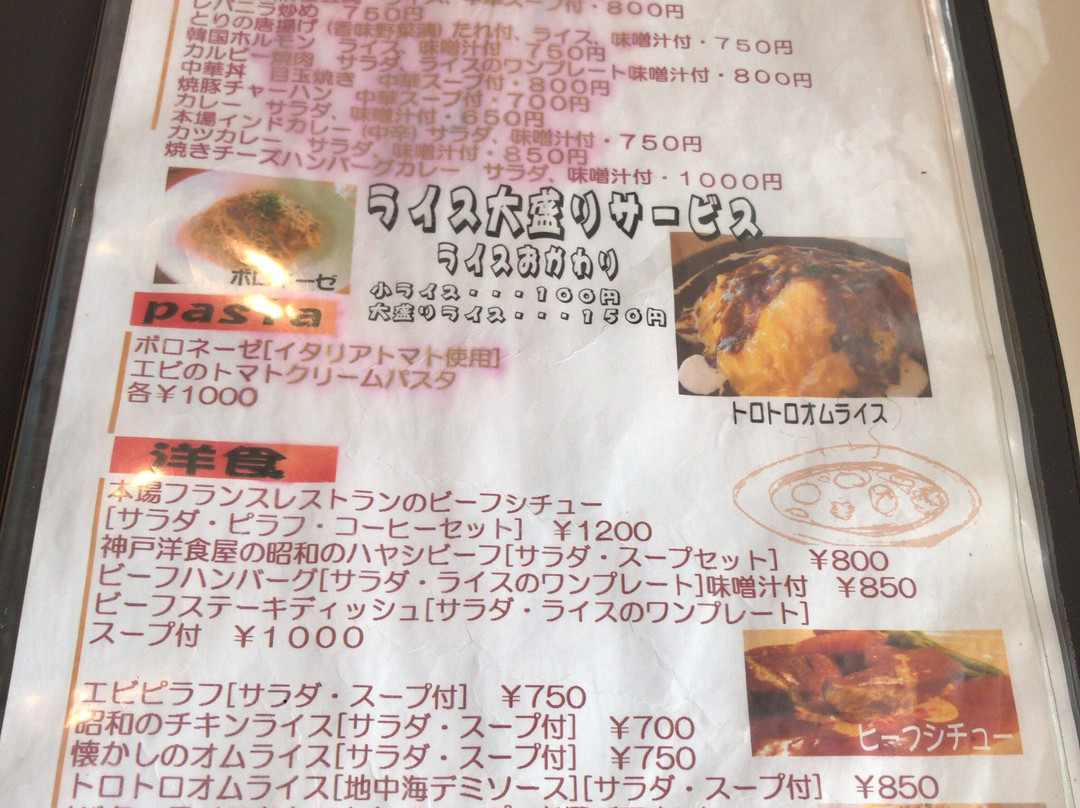 スープ付・800円
レバニラ炒め 750円
とりの唐揚げ(香味野菜漬)たれ付、ライス、味噌汁付・750円
韓国ホルモン ライス、味噌汁付 750円
カルビー焼肉 サラダ、ライスのワンプレート味噌汁付・800円
中華丼 目玉焼き 中華スープ付・800円
焼豚チャーハン 中華スープ付・700円
カレー サラダ、味噌汁付・650円
本場インドカレー(中辛)サラダ、味噌汁付・750円
カツカレー サラダ、味噌汁付・850円
焼きチーズハンバーグカレー サラダ、味噌汁付・1000円
ライス大盛りサービス
ライスおかわり
小ライス・・・100円
大盛りライス・・・150円
ボロネーゼ
pasta
ボロネーゼ[イタリアトマト使用]
エビのトマトクリームパスタ
各¥1000
トロトロオムライス
洋食
本場フランスレストランのビーフシチュー
[サラダ・ピラフ・コーヒーセット] ¥1200
神戸洋食屋の昭和のハヤシビーフ[サラダ・スープセット] ¥800
ビーフハンバーグ[サラダ・ライスのワンプレート]味噌汁付 ¥850
ビーフステーキディッシュ[サラダ・ライスのワンプレート]
スープ付 ¥1000
エビピラフ[サラダ・スープ付] ¥750
昭和のチキンライス[サラダ・スープ付] ¥700
懐かしのオムライス[サラダ・スープ付] ¥750
トロトロオムライス[地中海デミソース][サラダ・スープ付] ¥850
ビーフシチュー